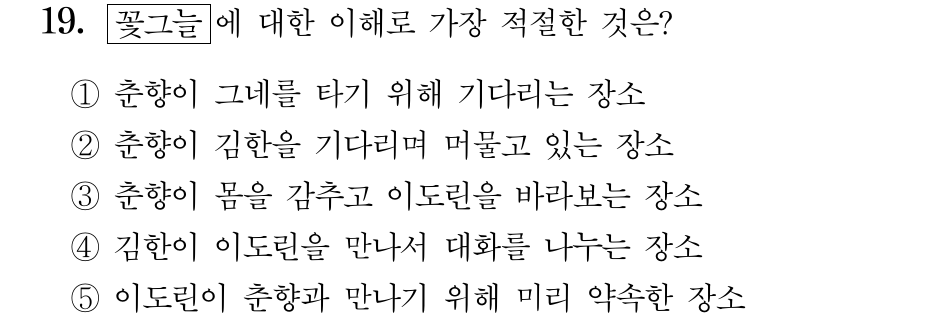 19. 꽃그늘 에 대한 이해로 가장 적절한 것은?
① 춘향이 그네를 타기 위해 기다리는 장소
② 춘향이 김한을 기다리며 머물고 있는 장소
③ 춘향이 몸을 감추고 이도린을 바라보는 장소
④ 김한이 이도린을 만나서 대화를 나누는 장소
⑤ 이도린이 춘향과 만나기 위해 미리 약속한 장소